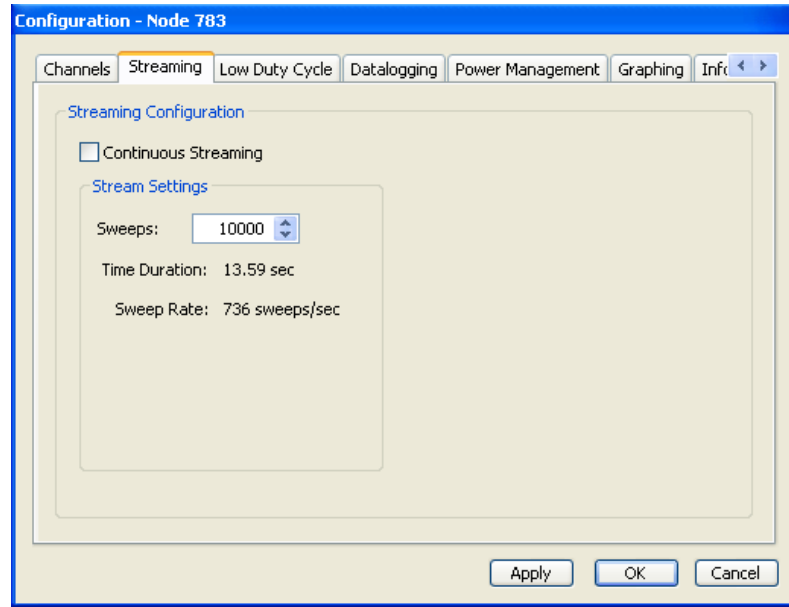 Configuration - Node 783
Channels Streaming Low Duty Cycle Datalogging Power Management Graphing
Streaming Configuration
Continuous Streaming
Stream Settings
Sweeps: 10000
Time Duration: 13.59 sec
Sweep Rate: 736 sweeps/sec
Apply OK Cancel